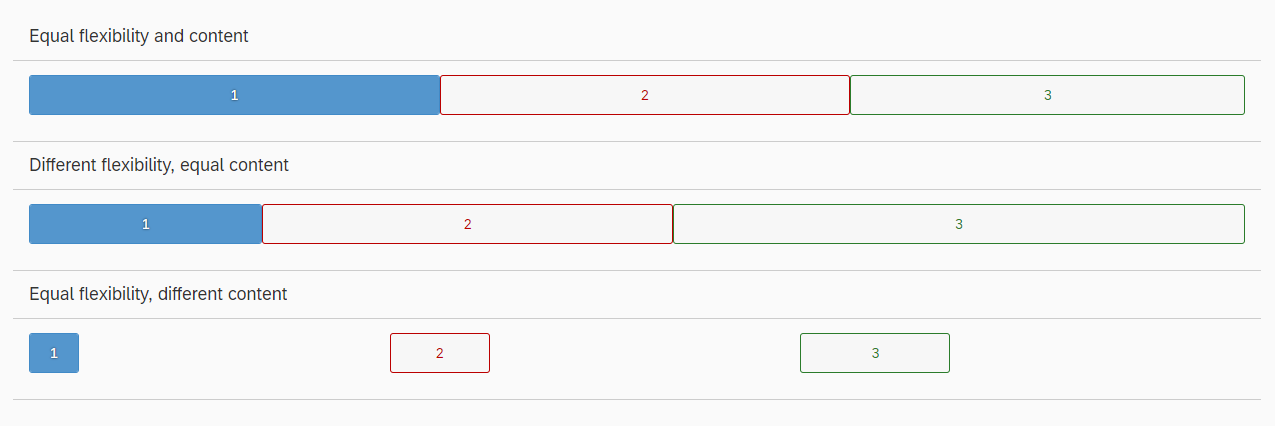 Equal flexibility and content
1 2 3
Different flexibility, equal content
1 2 3
Equal flexibility, different content
1 2 3